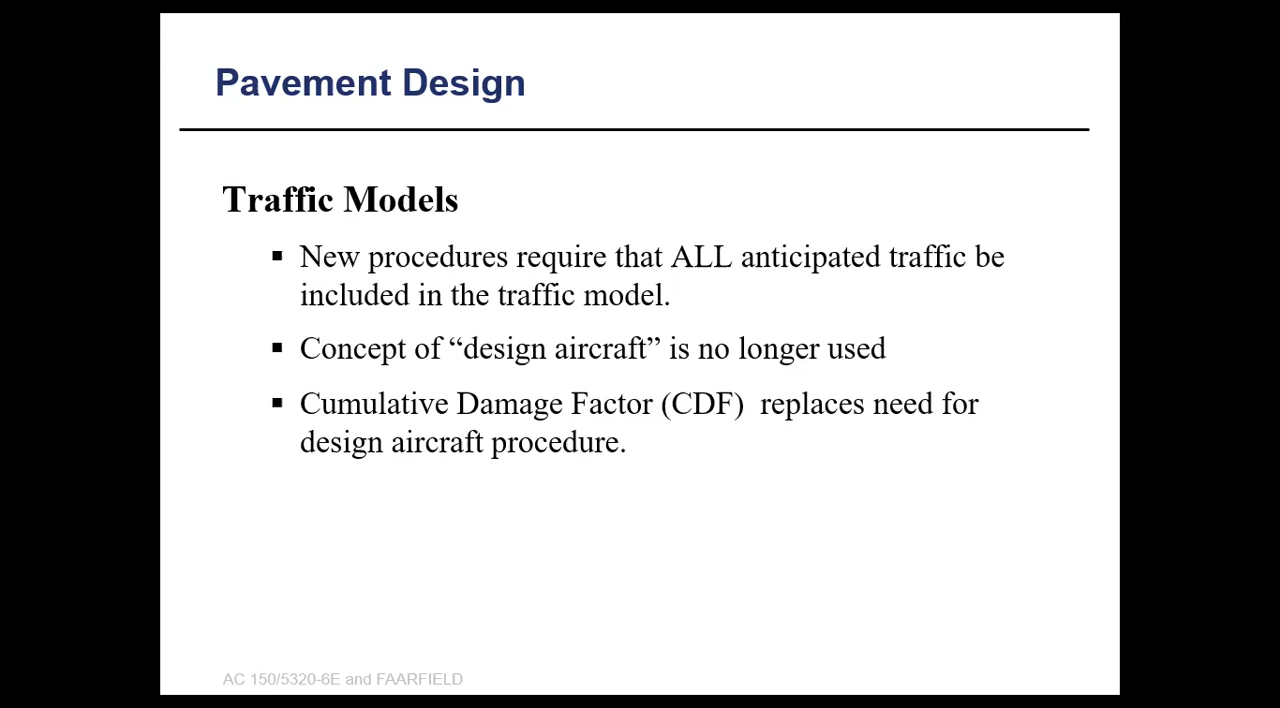 Pavement Design
Traffic Models
▪ New procedures require that ALL anticipated traffic be
included in the traffic model.
▪ Concept of “design aircraft” is no longer used
▪ Cumulative Damage Factor (CDF)  replaces need for
design aircraft procedure.
AC 150/5320-6E and FAARFIELD